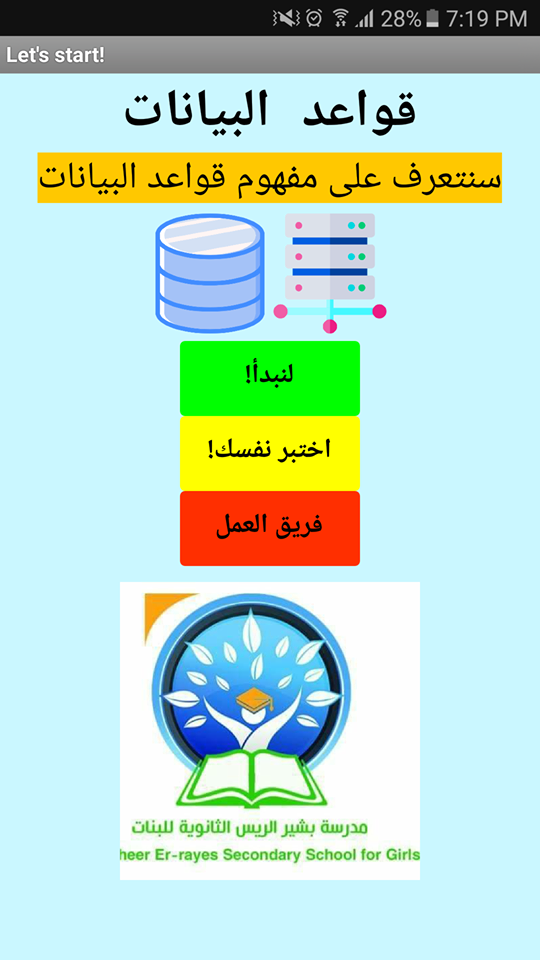 28% 7:19 PM
Let's start!
قواعد البيانات
سنتعرف على مفهوم قواعد البيانات
لنبدأ!
اختبر نفسك!
فريق العمل
مدرسة بشير الريس الثانوية للبنات
heer Er-rayes Secondary School for Girls